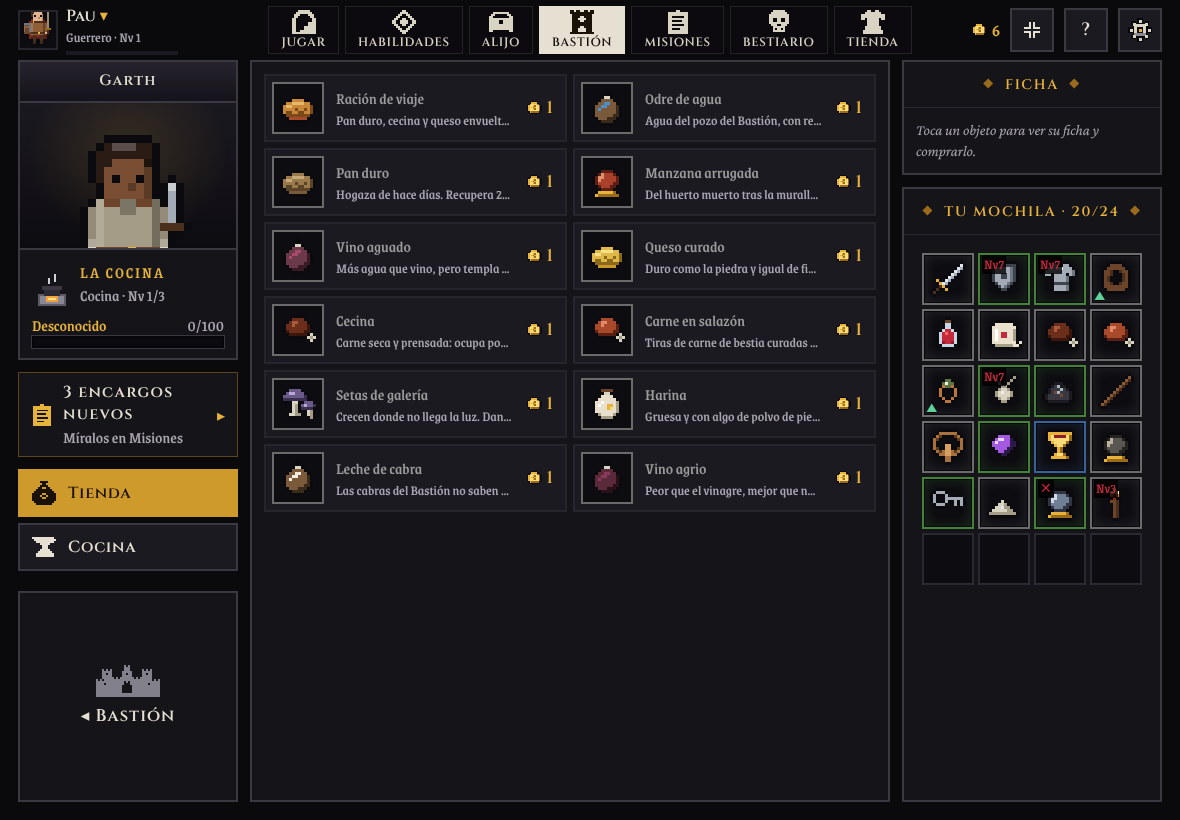 Pau ▾
Guerrero · Nv 1
JUGAR
HABILIDADES
ALIJO
BASTIÓN
MISIONES
BESTIARIO
TIENDA
6
?
Garth
LA COCINA
Cocina · Nv 1/3
Desconocido 0/100
3 ENCARGOS
NUEVOS
Míralos en Misiones
Tienda
Cocina
◂ Bastión
Ración de viaje
Pan duro, cecina y queso envuelt...
1
Odre de agua
Agua del pozo del Bastión, con re...
1
Pan duro
Hogaza de hace días. Recupera 2...
1
Manzana arrugada
Del huerto muerto tras la murall...
1
Vino aguado
Más agua que vino, pero templa ...
1
Queso curado
Duro como la piedra y igual de fi...
1
Cecina
Carne seca y prensada: ocupa po...
1
Carne en salazón
Tiras de carne de bestia curadas ...
1
Setas de galería
Crecen donde no llega la luz. Dan...
1
Harina
Gruesa y con algo de polvo de pie...
1
Leche de cabra
Las cabras del Bastión no saben ...
1
Vino agrio
Peor que el vinagre, mejor que n...
1
FICHA
Toca un objeto para ver su ficha y
comprarlo.
TU MOCHILA · 20/24
Nv7
Nv7
Nv7
Nv3